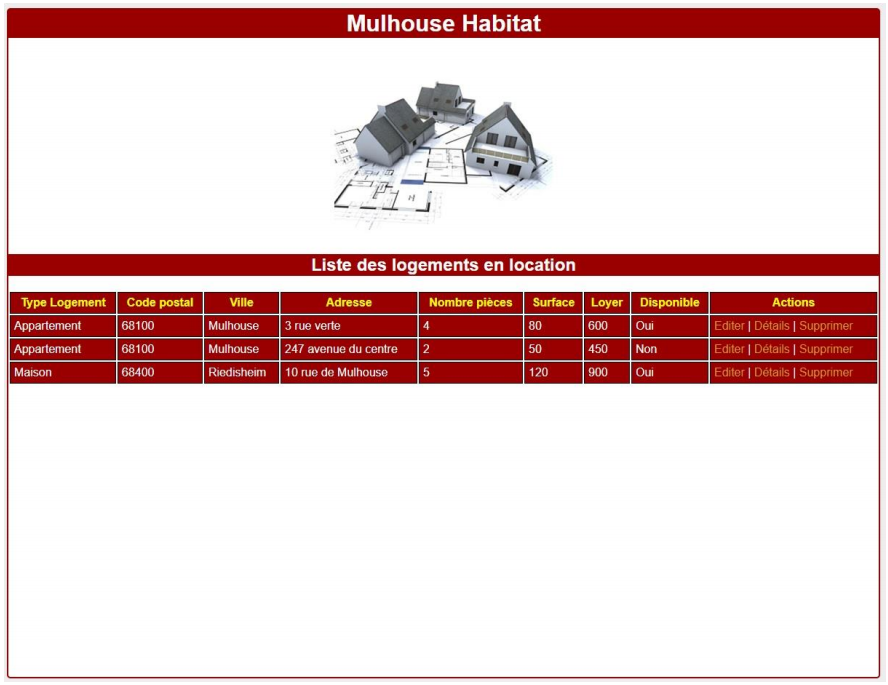 Mulhouse Habitat
Liste des logements en location
Type Logement Code postal Ville Adresse Nombre pièces Surface Loyer Disponible Actions
Appartement 68100 Mulhouse 3 rue verte 4 80 600 Oui Editer | Détails | Supprimer
Appartement 68100 Mulhouse 247 avenue du centre 2 50 450 Non Editer | Détails | Supprimer
Maison 68400 Riedisheim 10 rue de Mulhouse 5 120 900 Oui Editer | Détails | Supprimer